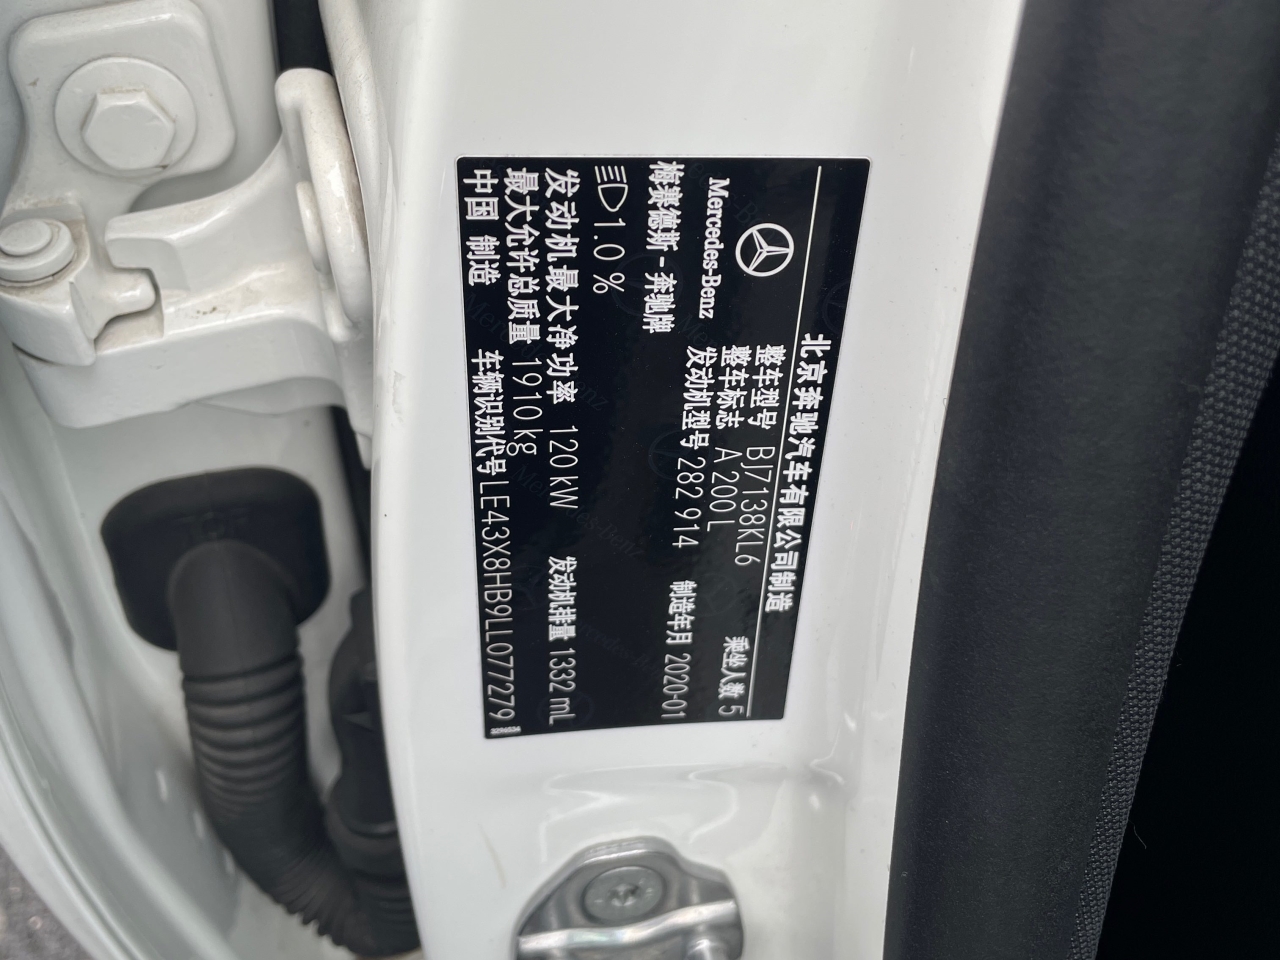 北京奔驰汽车有限公司制造
Mercedes-Benz
梅赛德斯-奔驰牌
整车型号 BJ7138KL6
整车标志 A 200 L 乘坐人数 5
发动机型号 282 914 制造年月 2020-01
1.0 %
发动机最大净功率 120kW 发动机排量 1332 mL
最大允许总质量 1910kg
中国 制造 车辆识别代号 LE43X8HB9LL077279